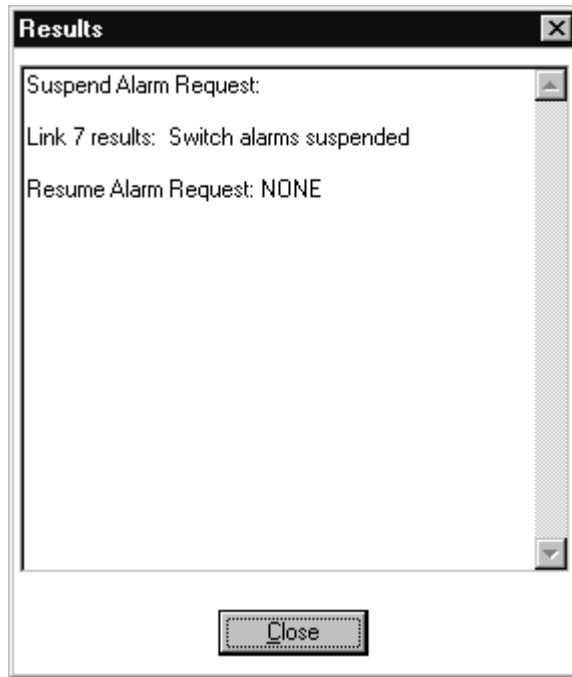 Results
Suspend Alarm Request:
Link 7 results:  Switch alarms suspended
Resume Alarm Request: NONE
Close